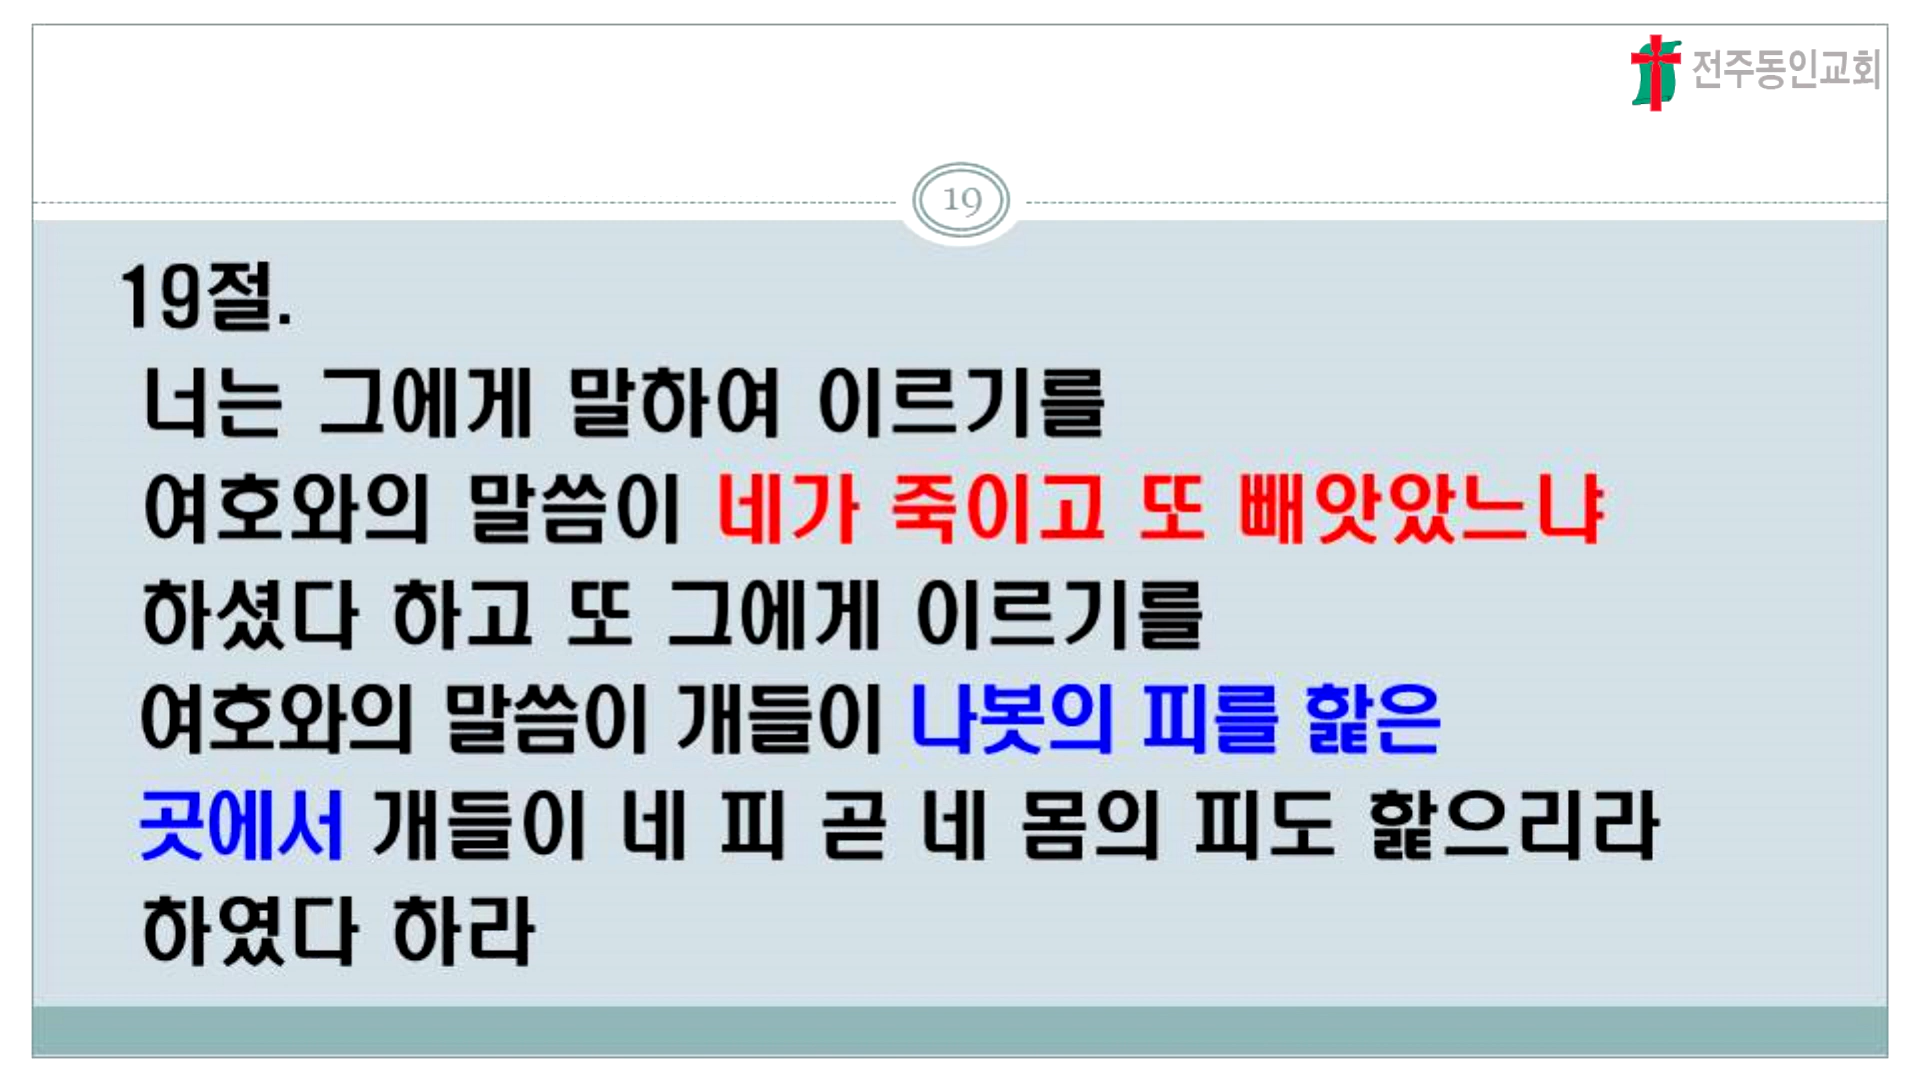 전주동인교회
19
19절.
너는 그에게 말하여 이르기를
여호와의 말씀이 네가 죽이고 또 빼앗았느냐
하셨다 하고 또 그에게 이르기를
여호와의 말씀이 개들이 나봇의 피를 핥은
곳에서 개들이 네 피 곧 네 몸의 피도 핥으리라
하였다 하라